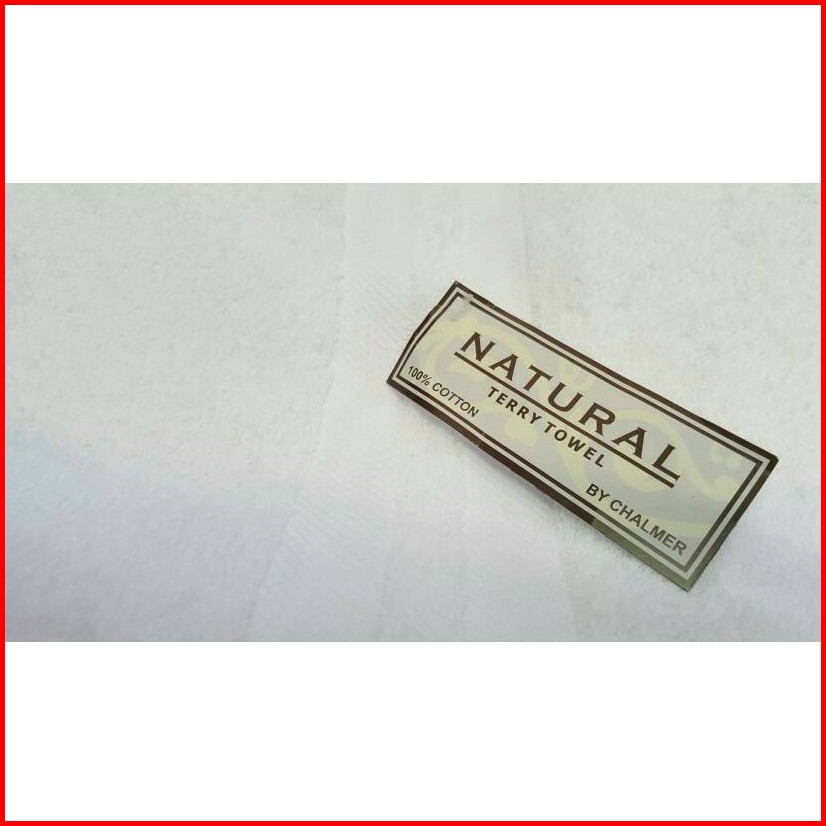 NATURAL
100% COTTON
TERRY TOWEL
BY CHALMER